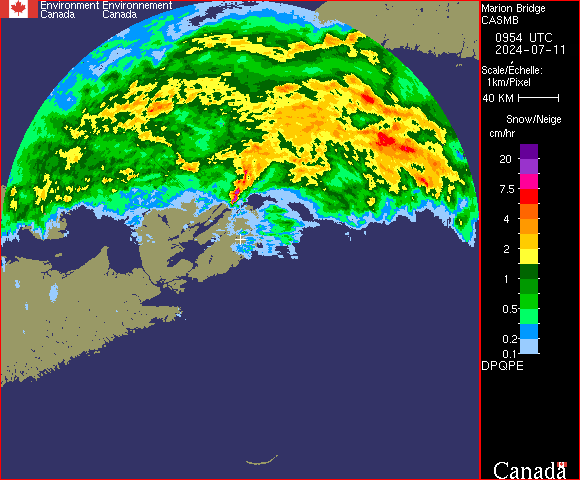 Environment Environnement
Canada Canada
Marion Bridge
CASMB
0954 UTC
2024-07-11
Scale/Échelle:
1km/Pixel
40 KM
Snow/Neige
cm/hr
20
7.5
4
2
1
0.5
0.2
0.1
DPQPE
Canada